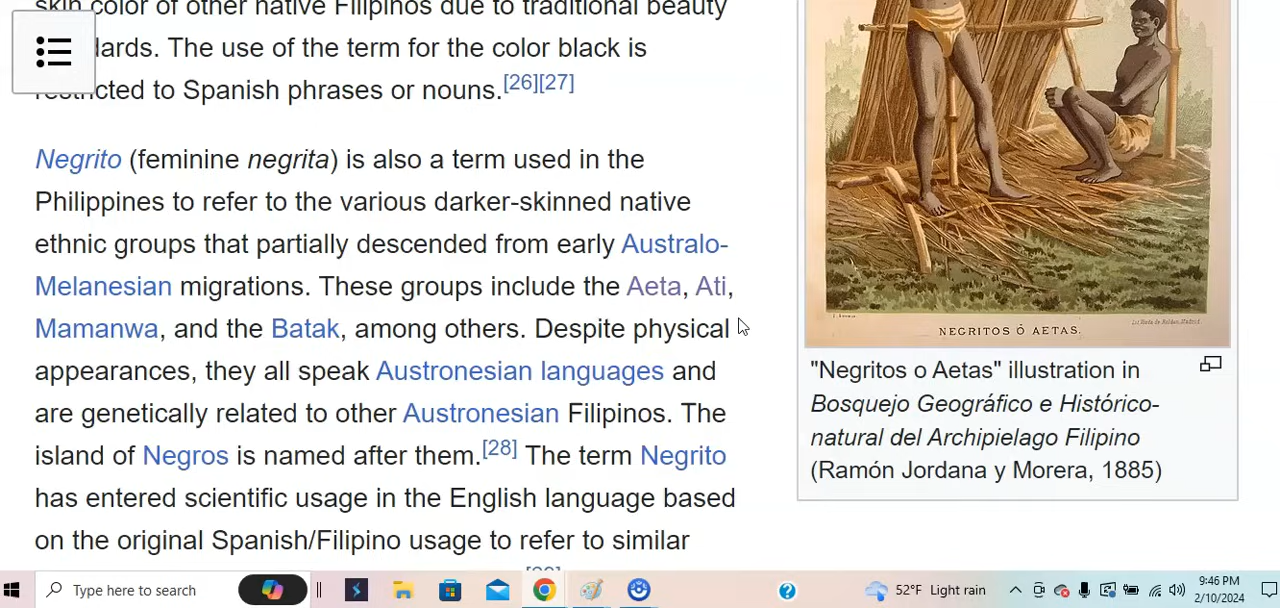 skin color of other native Filipinos due to traditional beauty
dards. The use of the term for the color black is
restricted to Spanish phrases or nouns.[26][27]
Negrito (feminine negrita) is also a term used in the
Philippines to refer to the various darker-skinned native
ethnic groups that partially descended from early Australo-
Melanesian migrations. These groups include the Aeta, Ati,
Mamanwa, and the Batak, among others. Despite physical
appearances, they all speak Austronesian languages and
are genetically related to other Austronesian Filipinos. The
island of Negros is named after them.[28] The term Negrito
has entered scientific usage in the English language based
on the original Spanish/Filipino usage to refer to similar
NEGRITOS Ó AETAS.
"Negritos o Aetas" illustration in
Bosquejo Geográfico e Histórico-
natural del Archipielago Filipino
(Ramón Jordana y Morera, 1885)
Type here to search
52°F Light rain
9:46 PM
2/10/2024